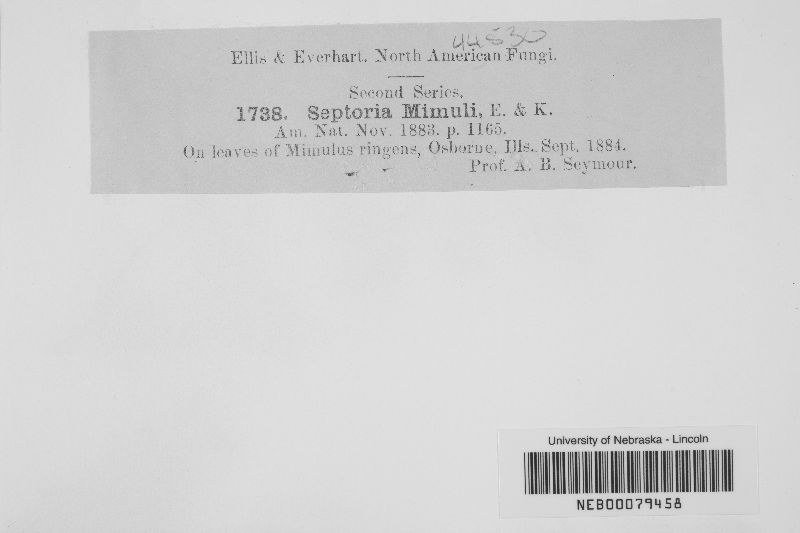 44530
Ellis & Everhart. North American Fungi.
Second Series.
1738. Septoria Mimuli, E. & K.
Am. Nat. Nov. 1883. p. 1165.
On leaves of Mimulus ringens, Osborne, Ills. Sept. 1884.
Prof. A. B. Seymour.
University of Nebraska - Lincoln
NEB00079458